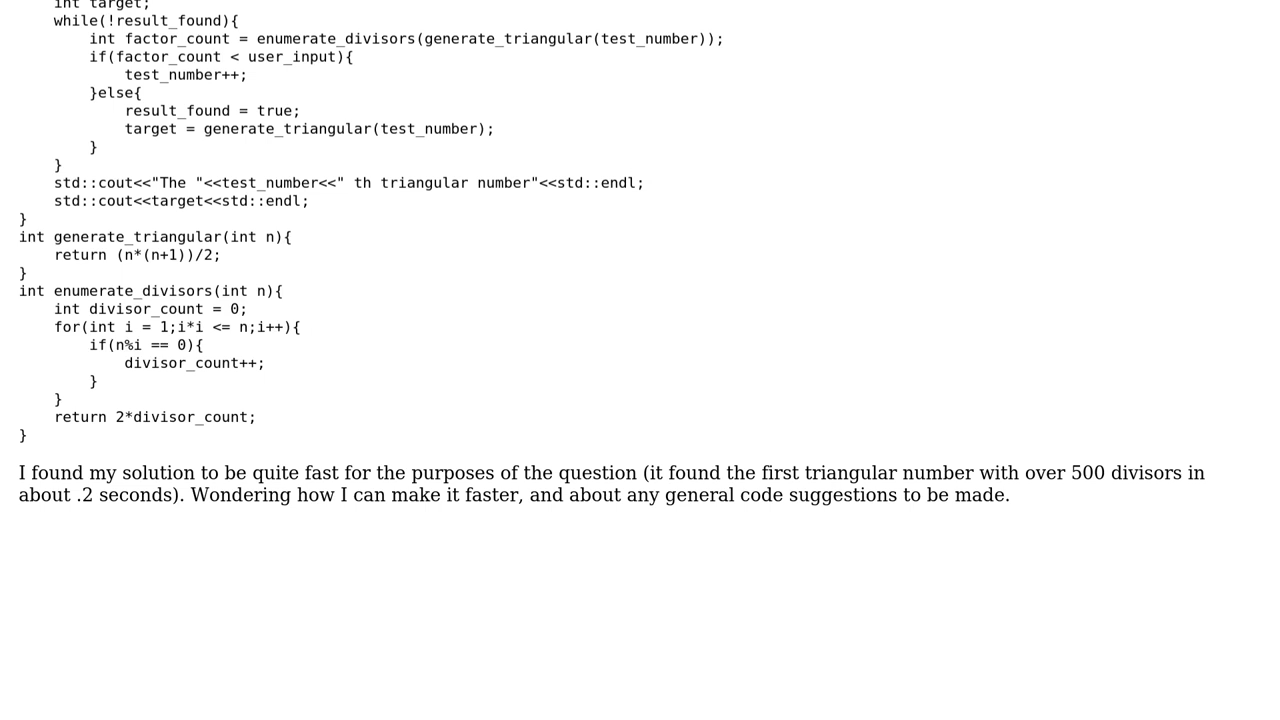 int target;
    while(!result_found){
        int factor_count = enumerate_divisors(generate_triangular(test_number));
        if(factor_count < user_input){
            test_number++;
        }else{
            result_found = true;
            target = generate_triangular(test_number);
        }
    }
    std::cout<<"The "<<test_number<<" th triangular number"<<std::endl;
    std::cout<<target<<std::endl;
}
int generate_triangular(int n){
    return (n*(n+1))/2;
}
int enumerate_divisors(int n){
    int divisor_count = 0;
    for(int i = 1;i*i <= n;i++){
        if(n%i == 0){
            divisor_count++;
        }
    }
    return 2*divisor_count;
}
I found my solution to be quite fast for the purposes of the question (it found the first triangular number with over 500 divisors in
about .2 seconds). Wondering how I can make it faster, and about any general code suggestions to be made.